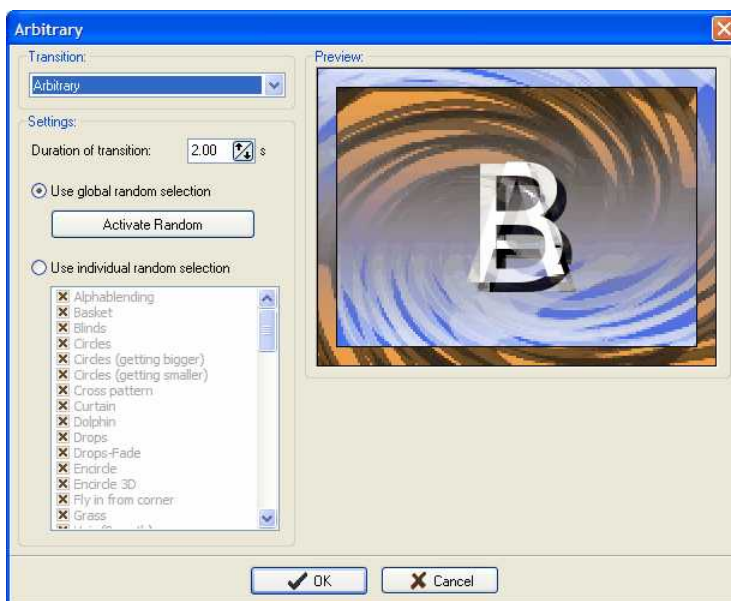 Arbitrary
Transition:
Arbitrary
Settings:
Duration of transition: 2.00 s
Use global random selection
Activate Random
Use individual random selection
Alphablending
Basket
Blinds
Circles
Circles (getting bigger)
Circles (getting smaller)
Cross pattern
Curtain
Dolphin
Drops
Drops-Fade
Encircle
Encircle 3D
Fly in from corner
Grass
Preview:
A
B
OK
Cancel